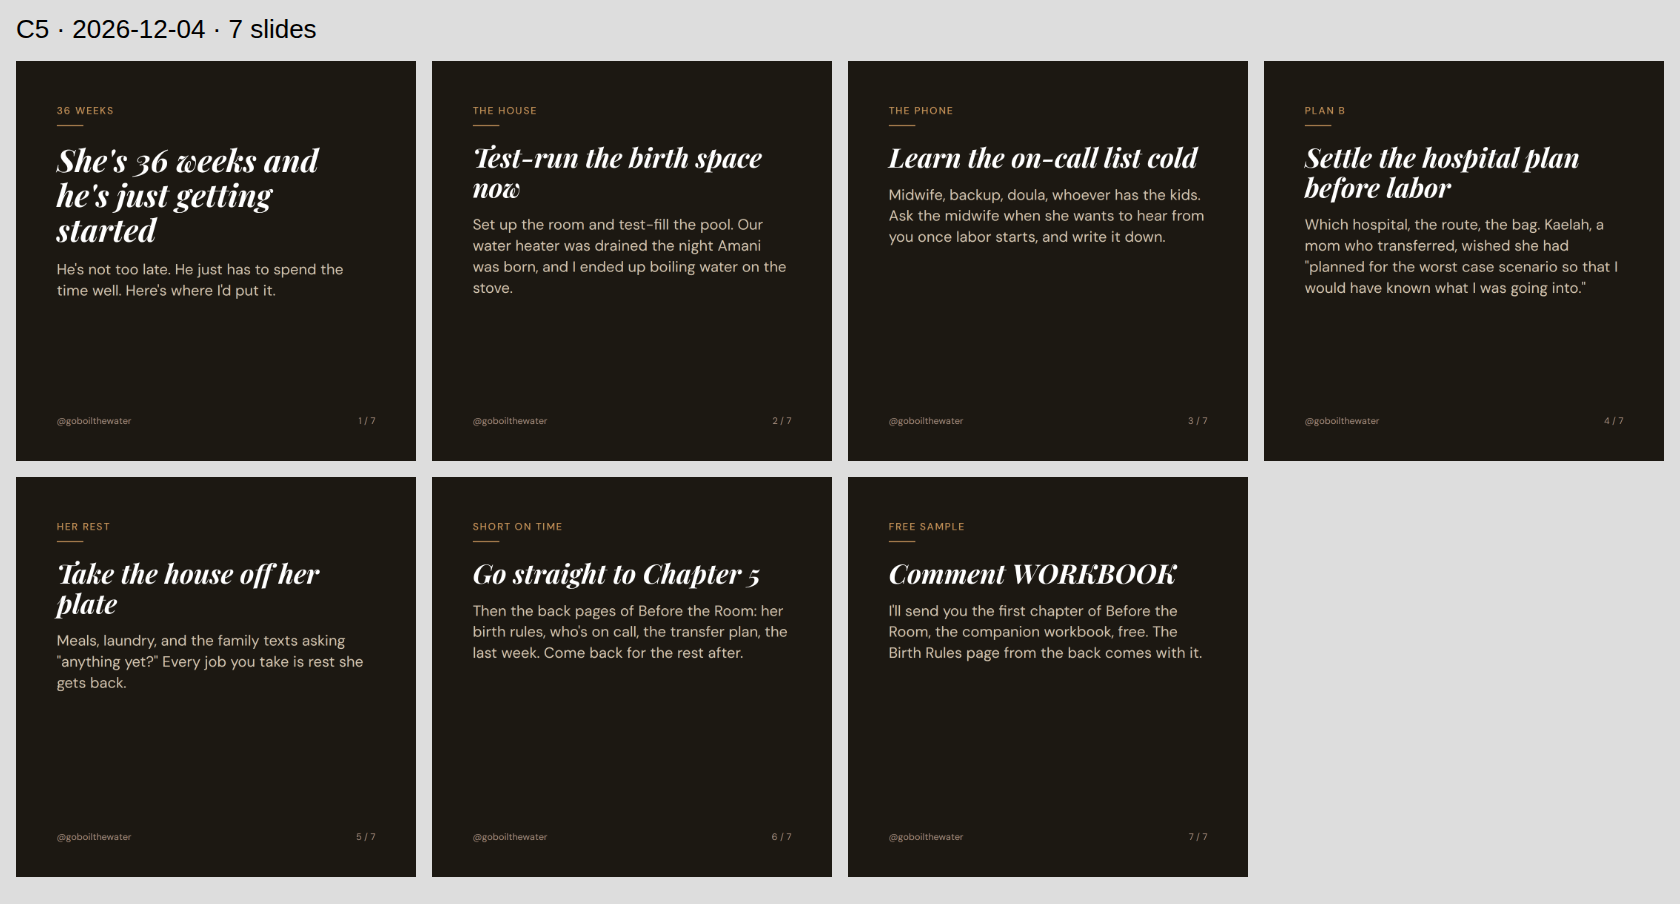 C5 · 2026-12-04 · 7 slides
36 WEEKS
She's 36 weeks and
he's just getting
started
He's not too late. He just has to spend the
time well. Here's where I'd put it.
@goboilthewater
1 / 7
THE HOUSE
Test-run the birth space
now
Set up the room and test-fill the pool. Our
water heater was drained the night Amani
was born, and I ended up boiling water on the
stove.
@goboilthewater
2 / 7
THE PHONE
Learn the on-call list cold
Midwife, backup, doula, whoever has the kids.
Ask the midwife when she wants to hear from
you once labor starts, and write it down.
@goboilthewater
3 / 7
PLAN B
Settle the hospital plan
before labor
Which hospital, the route, the bag. Kaelah, a
mom who transferred, wished she had
"planned for the worst case scenario so that I
would have known what I was going into."
@goboilthewater
4 / 7
HER REST
Take the house off her
plate
Meals, laundry, and the family texts asking
"anything yet?" Every job you take is rest she
gets back.
@goboilthewater
5 / 7
SHORT ON TIME
Go straight to Chapter 5
Then the back pages of Before the Room: her
birth rules, who's on call, the transfer plan, the
last week. Come back for the rest after.
@goboilthewater
6 / 7
FREE SAMPLE
Comment WORKBOOK
I'll send you the first chapter of Before the
Room, the companion workbook, free. The
Birth Rules page from the back comes with it.
@goboilthewater
7 / 7